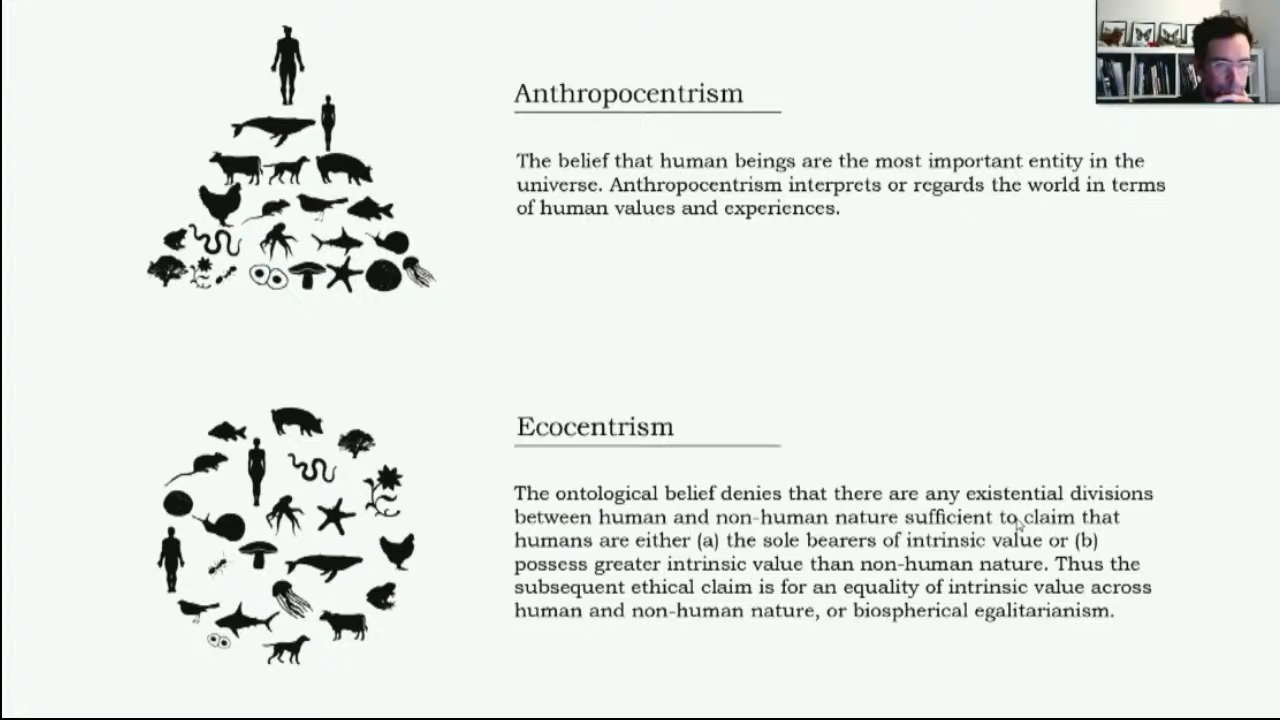 Anthropocentrism
The belief that human beings are the most important entity in the
universe. Anthropocentrism interprets or regards the world in terms
of human values and experiences.
Ecocentrism
The ontological belief denies that there are any existential divisions
between human and non-human nature sufficient to claim that
humans are either (a) the sole bearers of intrinsic value or (b)
possess greater intrinsic value than non-human nature. Thus the
subsequent ethical claim is for an equality of intrinsic value across
human and non-human nature, or biospherical egalitarianism.